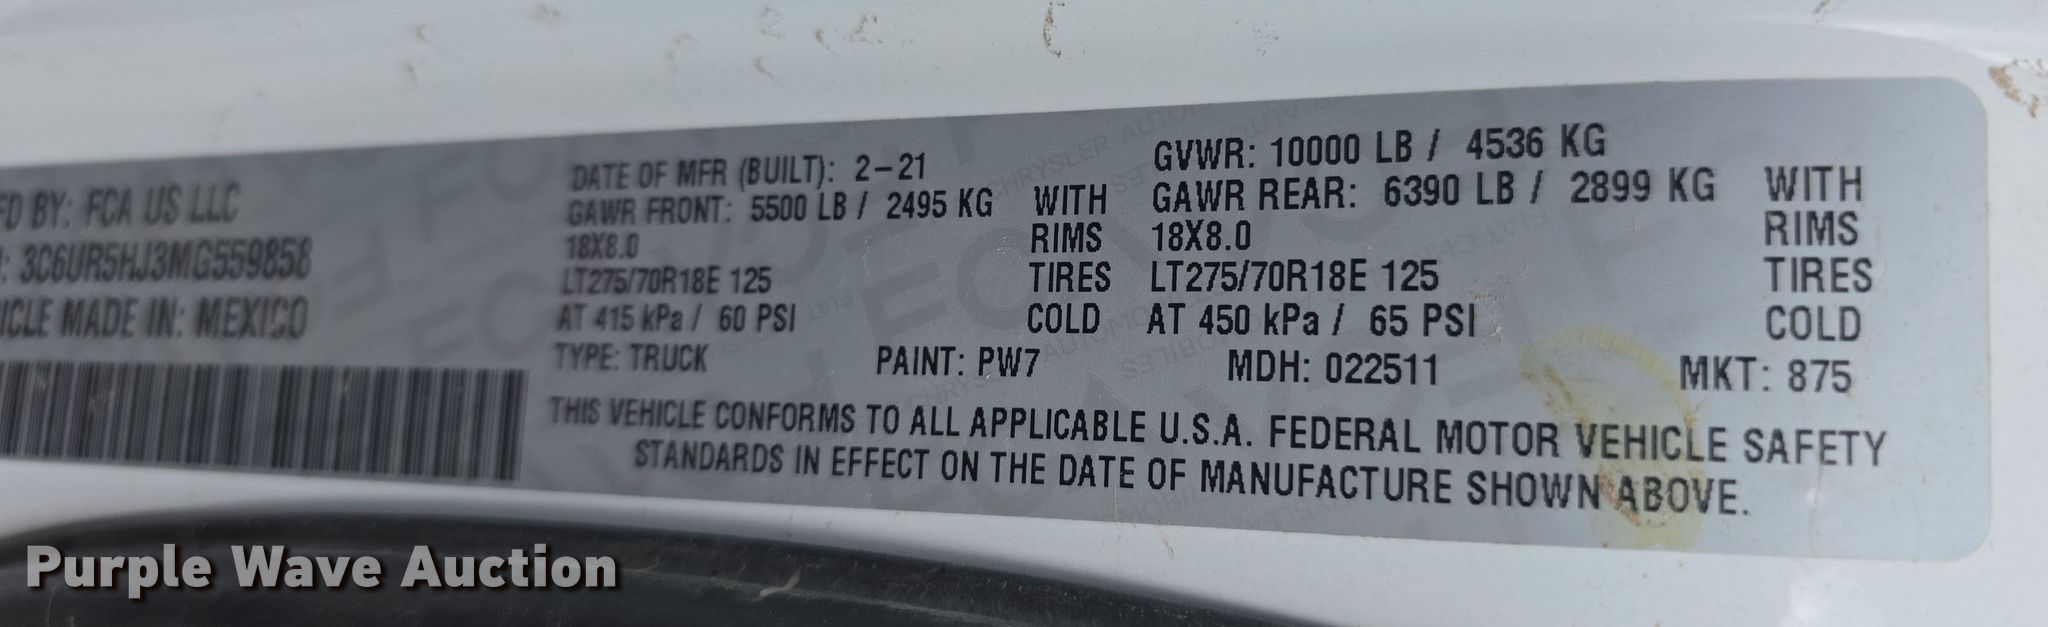 FD BY: FCA US LLC
: 3C6UR5HJ3MG559858
ICLE MADE IN: MEXICO
DATE OF MFR (BUILT): 2-21 GVWR: 10000 LB / 4536 KG
GAWR FRONT: 5500 LB / 2495 KG WITH GAWR REAR: 6390 LB / 2899 KG WITH
18X8.0 RIMS 18X8.0 RIMS
LT275/70R18E 125 TIRES LT275/70R18E 125 TIRES
AT 415 kPa / 60 PSI COLD AT 450 kPa / 65 PSI COLD
TYPE: TRUCK PAINT: PW7 MDH: 022511 MKT: 875
THIS VEHICLE CONFORMS TO ALL APPLICABLE U.S.A. FEDERAL MOTOR VEHICLE SAFETY
STANDARDS IN EFFECT ON THE DATE OF MANUFACTURE SHOWN ABOVE.
Purple Wave Auction